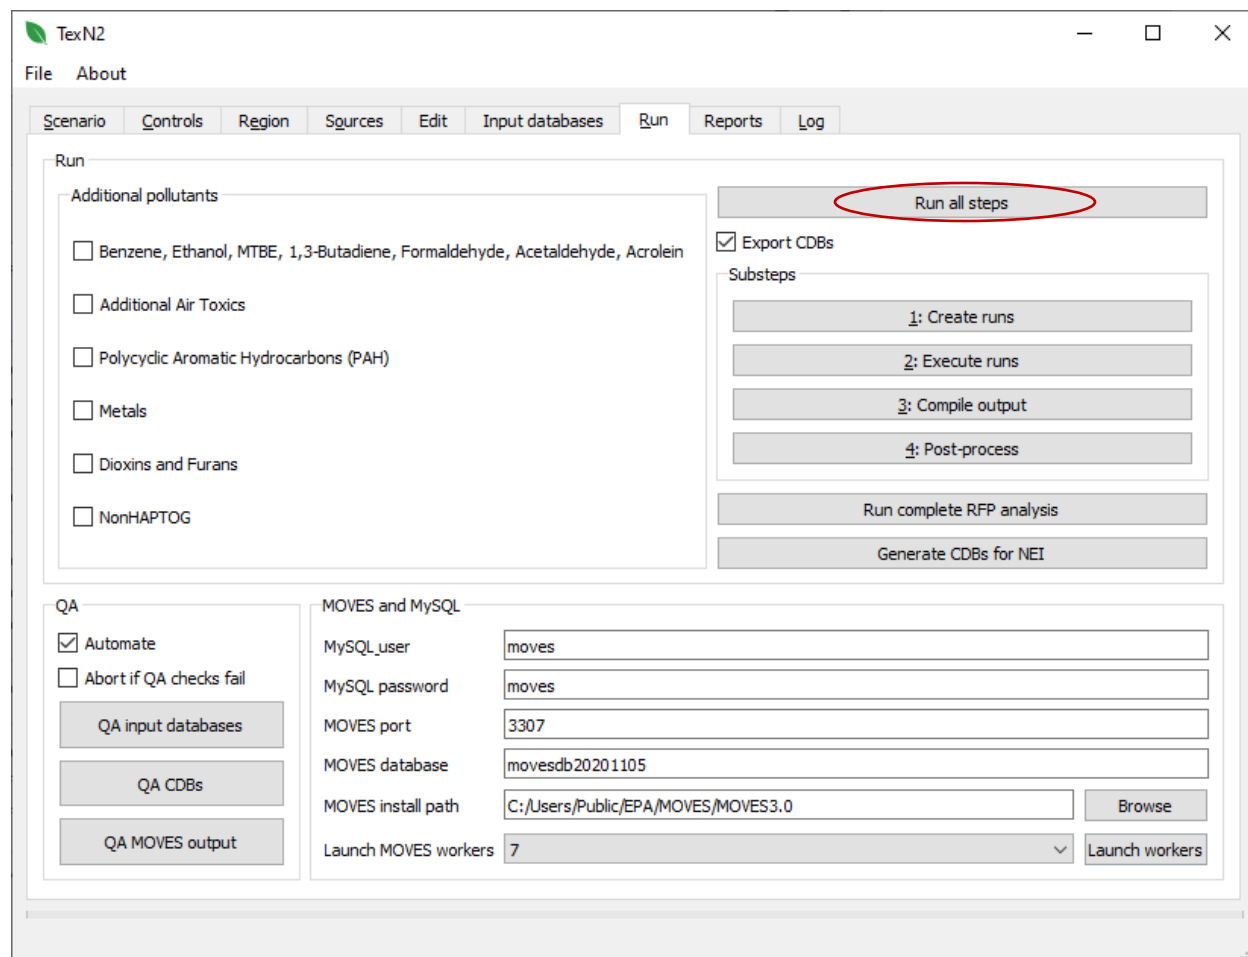 TexN2
File About
Scenario Controls Region Sources Edit Input databases Run Reports Log
Run
Additional pollutants
Run all steps
Benzene, Ethanol, MTBE, 1,3-Butadiene, Formaldehyde, Acetaldehyde, Acrolein
Export CDBs
Substeps
Additional Air Toxics
1: Create runs
Polycyclic Aromatic Hydrocarbons (PAH)
2: Execute runs
Metals
3: Compile output
4: Post-process
Dioxins and Furans
NonHAPTOG
Run complete RFP analysis
Generate CDBs for NEI
QA
Automate
Abort if QA checks fail
QA input databases
QA CDBs
QA MOVES output
MOVES and MySQL
MySQL user moves
MySQL password moves
MOVES port 3307
MOVES database movesdb20201105
MOVES install path C:/Users/Public/EPA/MOVES/MOVES3.0 Browse
Launch MOVES workers 7 Launch workers